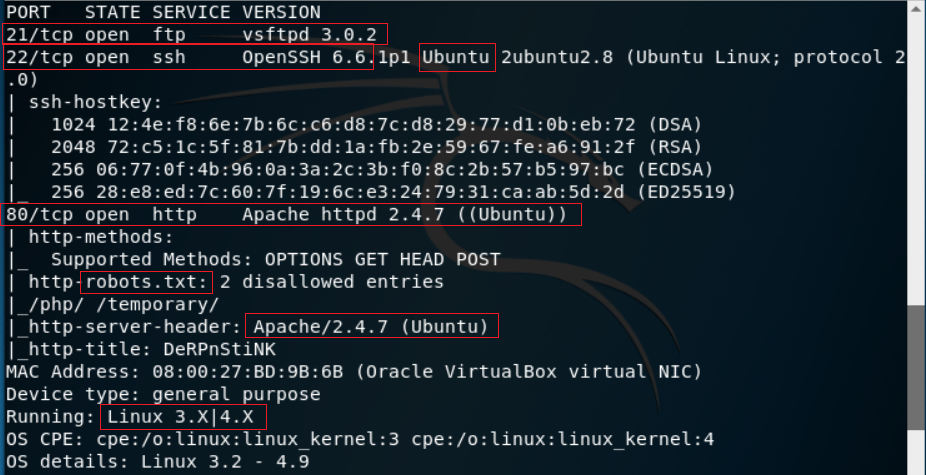 PORT   STATE SERVICE VERSION
21/tcp open  ftp     vsftpd 3.0.2
22/tcp open  ssh     OpenSSH 6.6.1p1 Ubuntu 2ubuntu2.8 (Ubuntu Linux; protocol 2
.0)
| ssh-hostkey:
|   1024 12:4e:f8:6e:7b:6c:c6:d8:7c:d8:29:77:d1:0b:eb:72 (DSA)
|   2048 72:c5:1c:5f:81:7b:dd:1a:fb:2e:59:67:fe:a6:91:2f (RSA)
|   256 06:77:0f:4b:96:0a:3a:2c:3b:f0:8c:2b:57:b5:97:bc (ECDSA)
|_  256 28:e8:ed:7c:60:7f:19:6c:e3:24:79:31:ca:ab:5d:2d (ED25519)
80/tcp open  http    Apache httpd 2.4.7 ((Ubuntu))
| http-methods:
|_  Supported Methods: OPTIONS GET HEAD POST
| http-robots.txt: 2 disallowed entries
|_/php/ /temporary/
|_http-server-header: Apache/2.4.7 (Ubuntu)
|_http-title: DeRPnStiNK
MAC Address: 08:00:27:BD:9B:6B (Oracle VirtualBox virtual NIC)
Device type: general purpose
Running: Linux 3.X|4.X
OS CPE: cpe:/o:linux:linux_kernel:3 cpe:/o:linux:linux_kernel:4
OS details: Linux 3.2 - 4.9